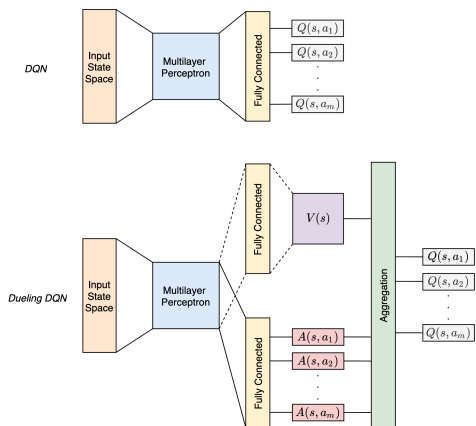 DQN
Input
State
Space
Multilayer
Perceptron
Fully Connected
Q(s, a₁)
Q(s, a₂)
.
.
.
Q(s, aₘ)
Dueling DQN
Input
State
Space
Multilayer
Perceptron
Fully Connected
V(s)
Fully Connected
A(s, a₁)
A(s, a₂)
.
.
.
A(s, aₘ)
Aggregation
Q(s, a₁)
Q(s, a₂)
.
.
.
Q(s, aₘ)